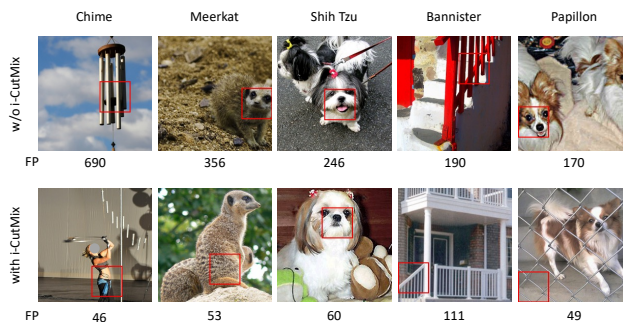 Chime Meerkat Shih Tzu Bannister Papillon
w/o i-CutMix
FP 690 356 246 190 170
with i-CutMix
FP 46 53 60 111 49